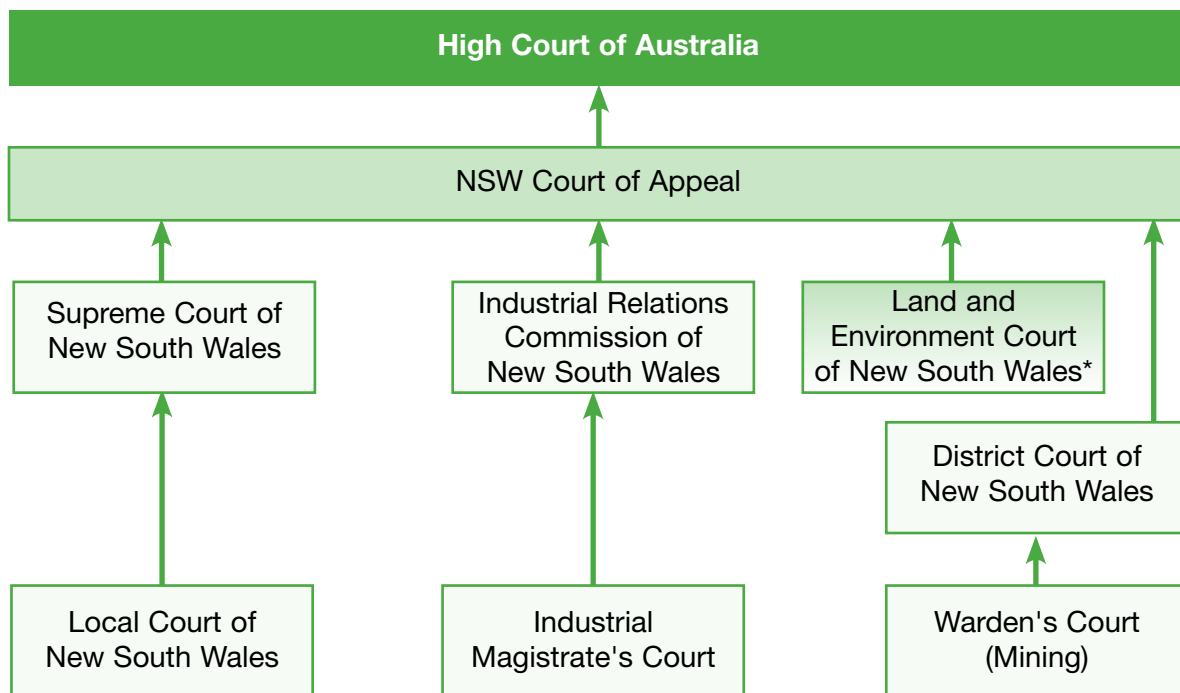 High Court of Australia
NSW Court of Appeal
Supreme Court of
New South Wales
Industrial Relations
Commission of
New South Wales
Land and
Environment Court
of New South Wales*
District Court of
New South Wales
Local Court of
New South Wales
Industrial
Magistrate's Court
Warden's Court
(Mining)